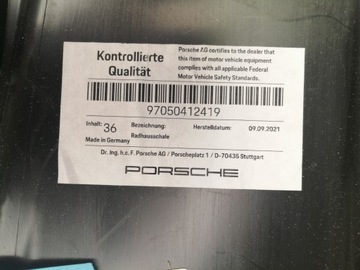 Kontrollierte
Qualität
Porsche AG certifies to the dealer that
this item of motor vehicle equipment
complies with all applicable Federal
Motor Vehicle Safety Standards.
97050412419
Inhalt: 36 Bezeichnung: Herstelldatum: 09.09.2021
Radhausschale
Made in Germany
Dr. Ing. h.c. F. Porsche AG / Porscheplatz 1 / D-70435 Stuttgart
PORSCHE